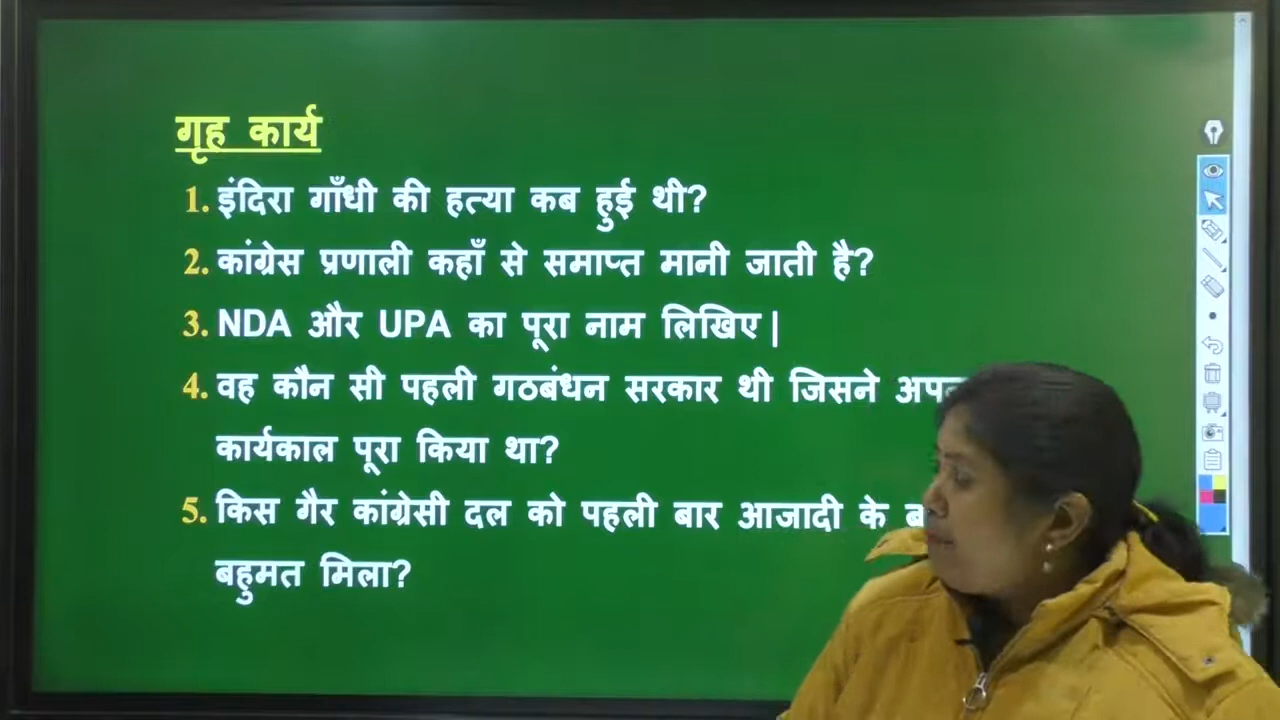 गृह कार्य
1. इंदिरा गाँधी की हत्या कब हुई थी?
2. कांग्रेस प्रणाली कहाँ से समाप्त मानी जाती है?
3. NDA और UPA का पूरा नाम लिखिए |
4. वह कौन सी पहली गठबंधन सरकार थी जिसने
कार्यकाल पूरा किया था?
5. किस गैर कांग्रेसी दल को पहली बार आजादी के
बहुमत मिला?